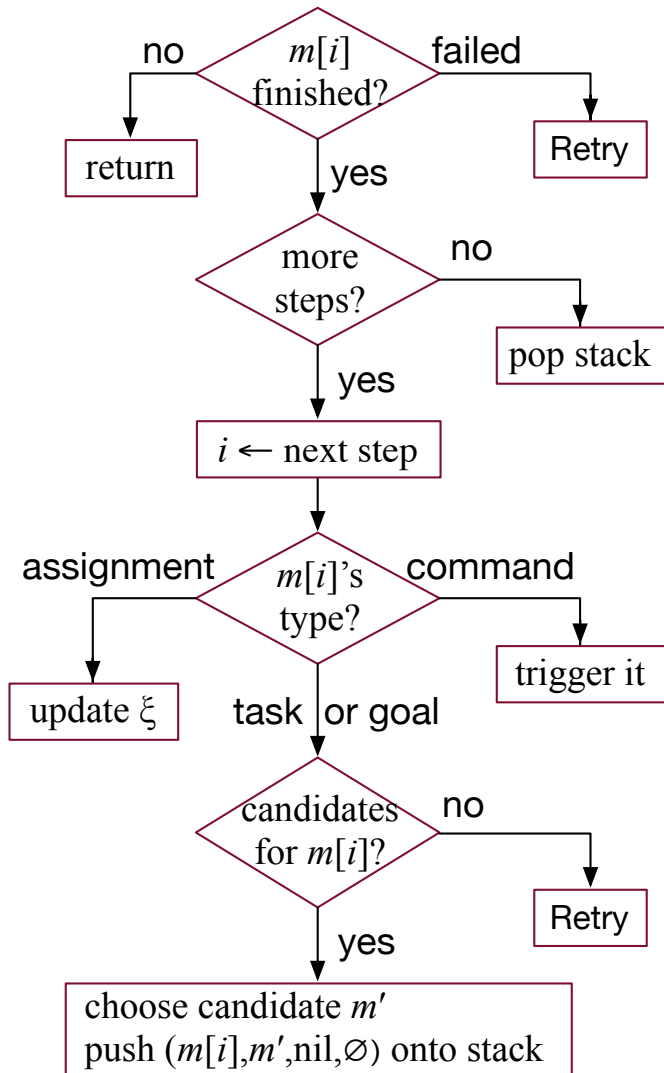 no
m[i]
finished?
failed
return
Retry
yes
more
steps?
no
pop stack
yes
i ← next step
assignment
m[i]'s
type?
command
update ξ
trigger it
task or goal
candidates
for m[i]?
no
Retry
yes
choose candidate m′
push (m[i],m′,nil,∅) onto stack